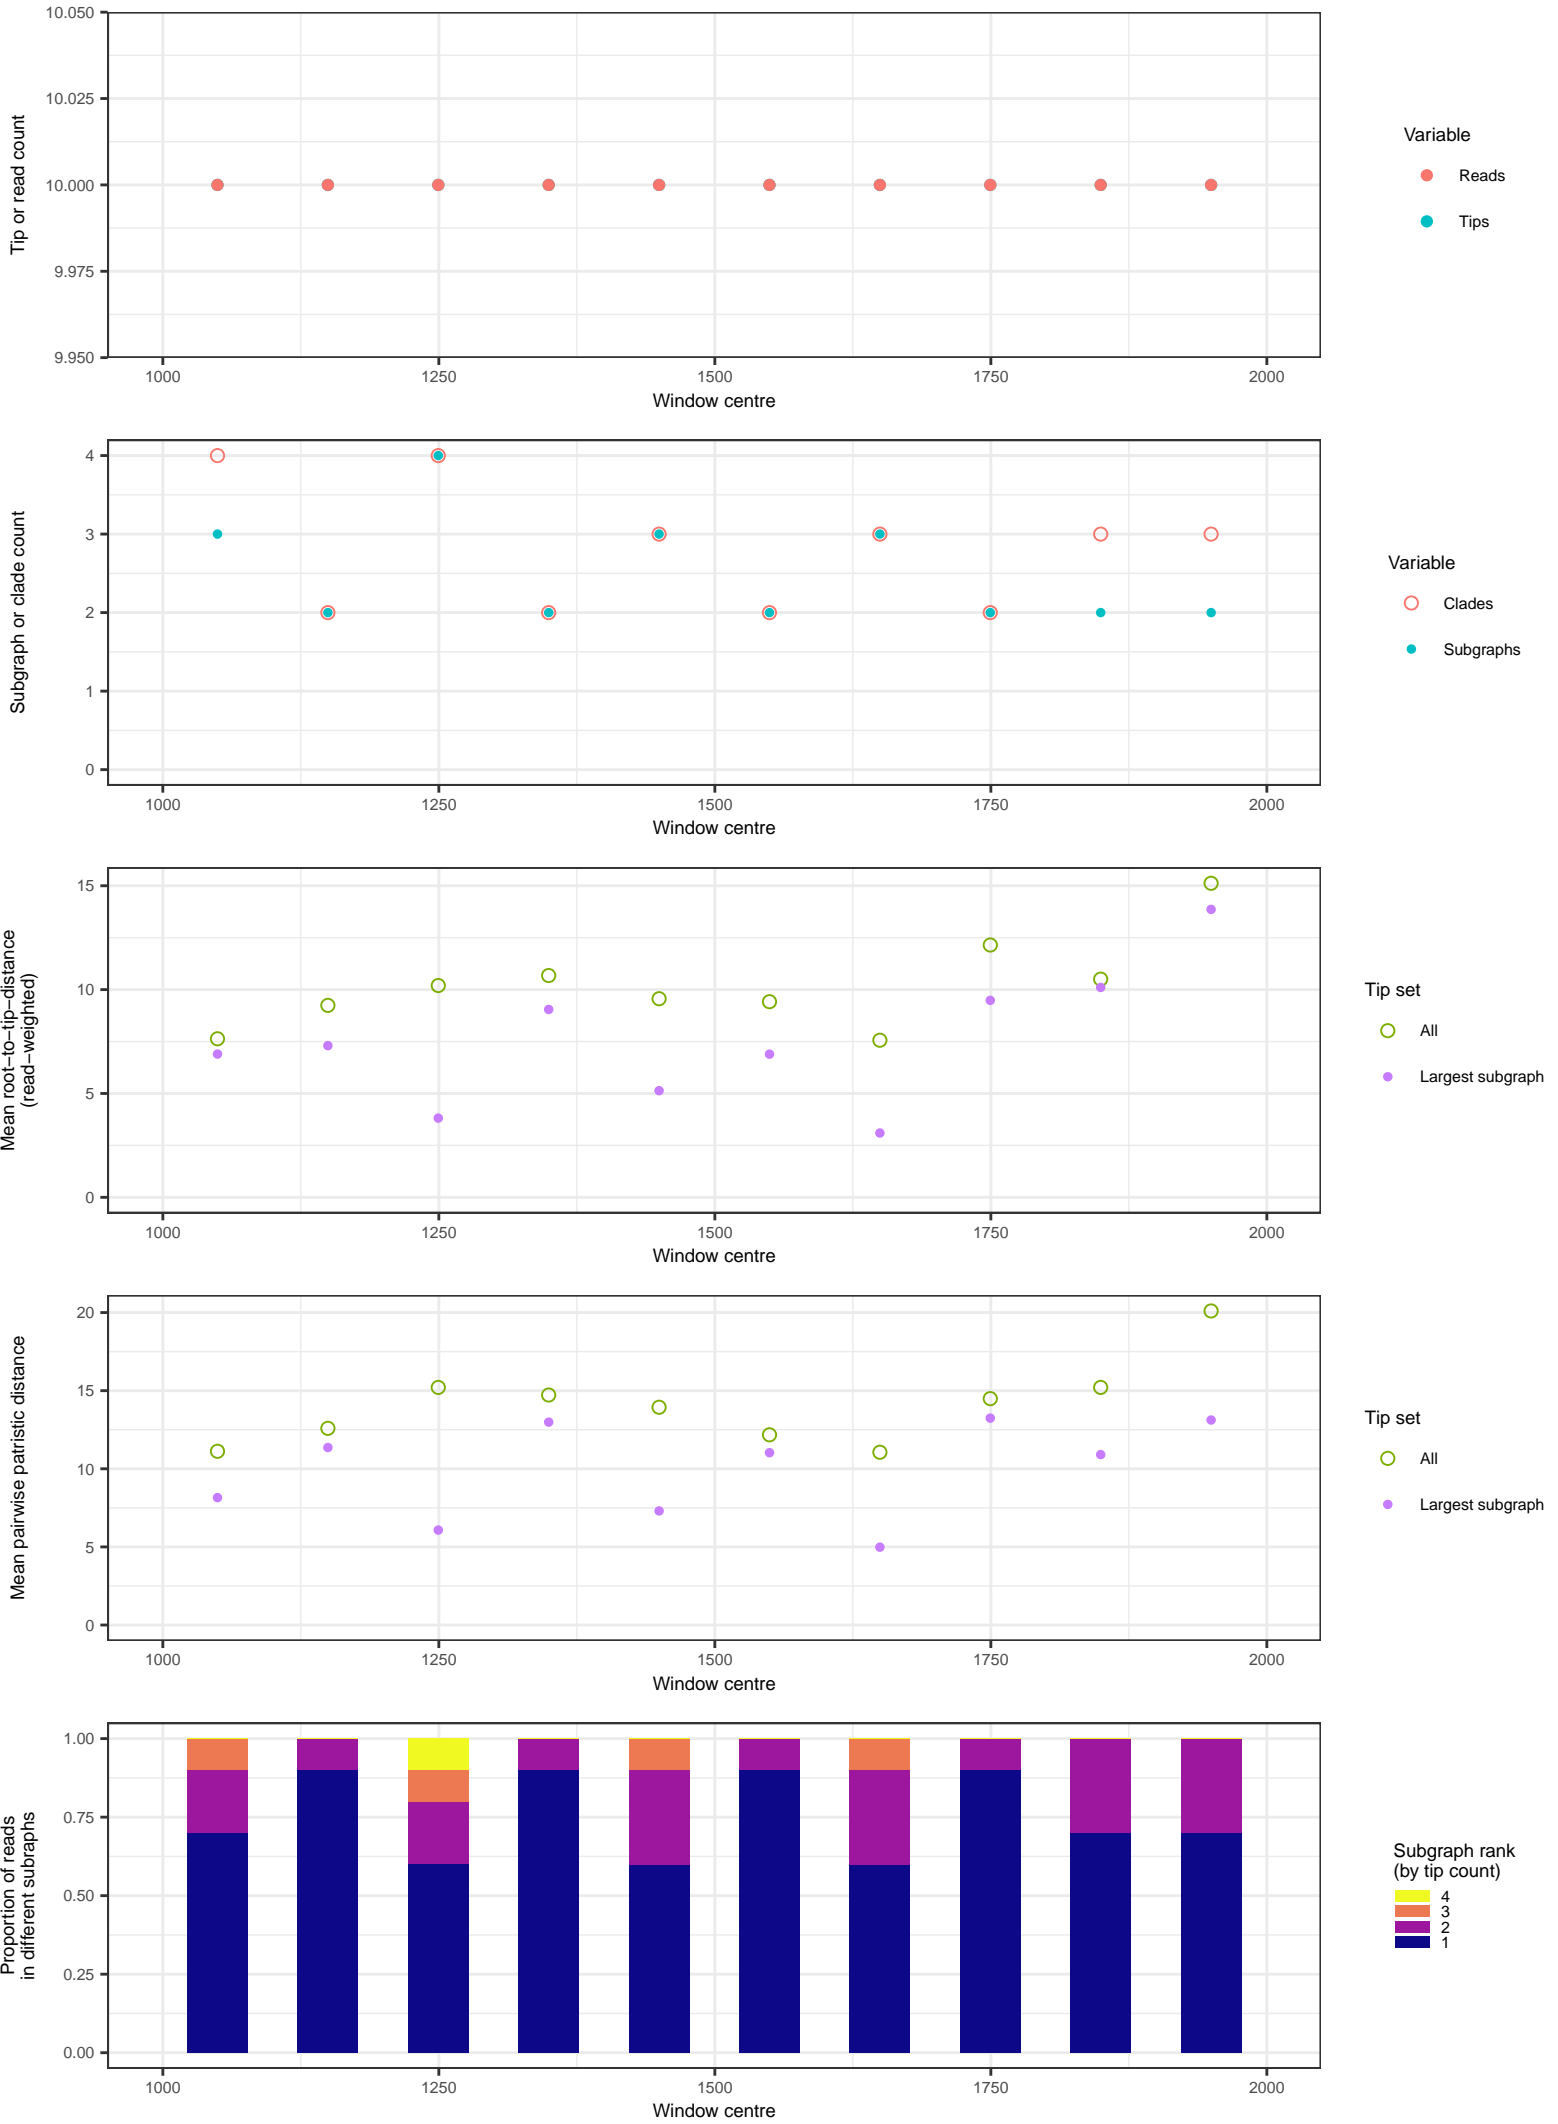 10.050
10.025
10.000
9.975
9.950
Tip or read count
1000 1250 1500 1750 2000
Window centre
Variable
Reads
Tips
4
3
2
1
0
Subgraph or clade count
1000 1250 1500 1750 2000
Window centre
Variable
Clades
Subgraphs
15
10
5
0
Mean root−to−tip−distance
(read−weighted)
1000 1250 1500 1750 2000
Window centre
Tip set
All
Largest subgraph
20
15
10
5
0
Mean pairwise patristic distance
1000 1250 1500 1750 2000
Window centre
Tip set
All
Largest subgraph
1.00
0.75
0.50
0.25
0.00
Proportion of reads
in different subraphs
1000 1250 1500 1750 2000
Window centre
Subgraph rank
(by tip count)
4
3
2
1